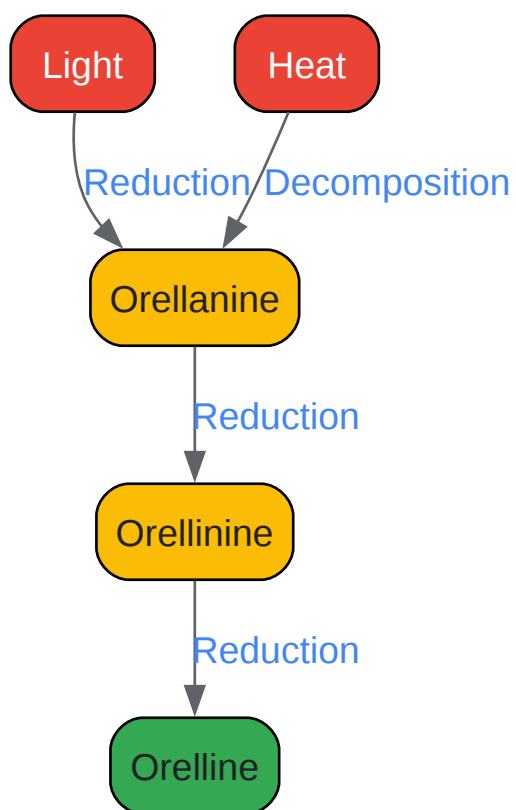 Light
Heat
Reduction
Decomposition
Orellanine
Reduction
Orellinine
Reduction
Orelline